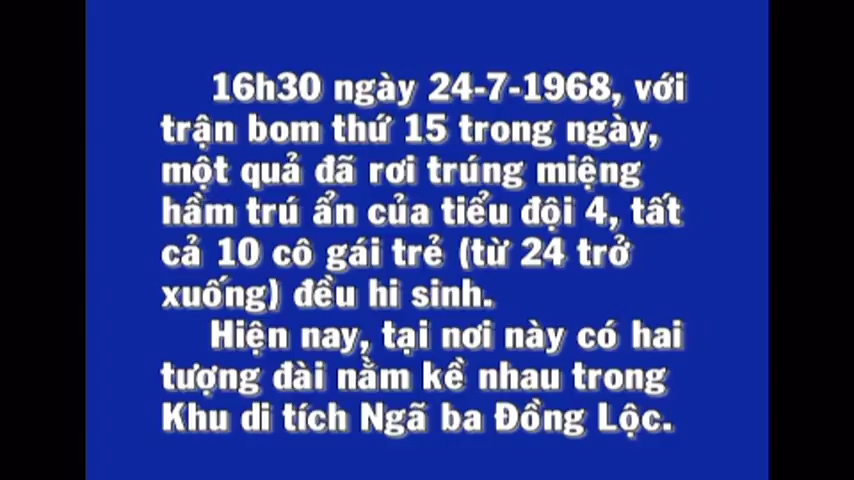 16h30 ngày 24-7-1968, với
trận bom thứ 15 trong ngày,
một quả đã rơi trúng miệng
hầm trú ẩn của tiểu đội 4, tất
cả 10 cô gái trẻ (từ 24 trở
xuống) đều hi sinh.
Hiện nay, tại nơi này có hai
tượng đài nằm kề nhau trong
Khu di tích Ngã ba Đồng Lộc.